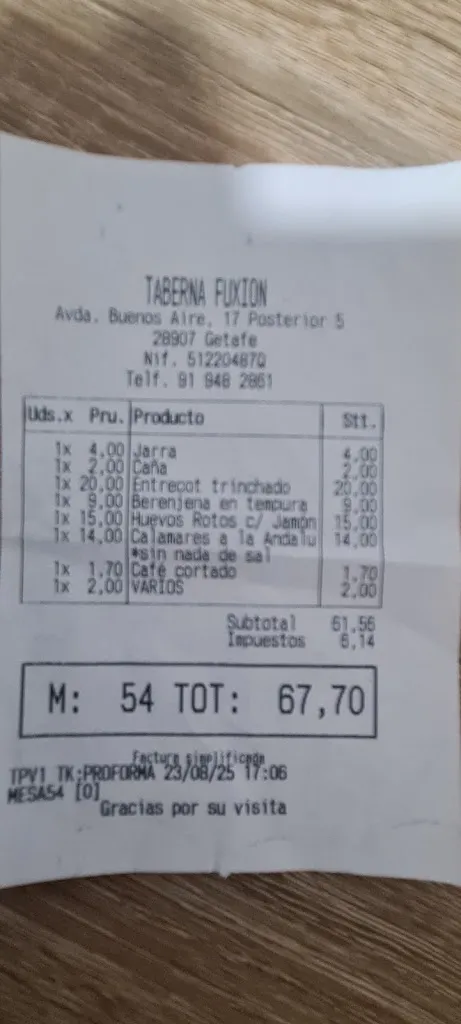 TABERNA FUXION
Avda. Buenos Aire, 17 Posterior 5
28907 Getafe
Nif. 51220487Q
Telf. 91 948 2861
Uds.x Pru. Producto Stt.
1x 4,00 Jarra 4,00
1x 2,00 Caña 2,00
1x 20,00 Entrecot trinchado 20,00
1x 9,00 Berenjena en tempura 9,00
1x 15,00 Huevos Rotos c/ Jamón 15,00
1x 14,00 Calamares a la Andalu 14,00
*sin nada de sal
1x 1,70 Café cortado 1,70
1x 2,00 VARIOS 2,00
Subtotal 61,56
Impuestos 6,14
M: 54 TOT: 67,70
Factura simplificada
TPV1 TK:PROFORMA 23/08/25 17:06
MESA54 [0]
Gracias por su visita